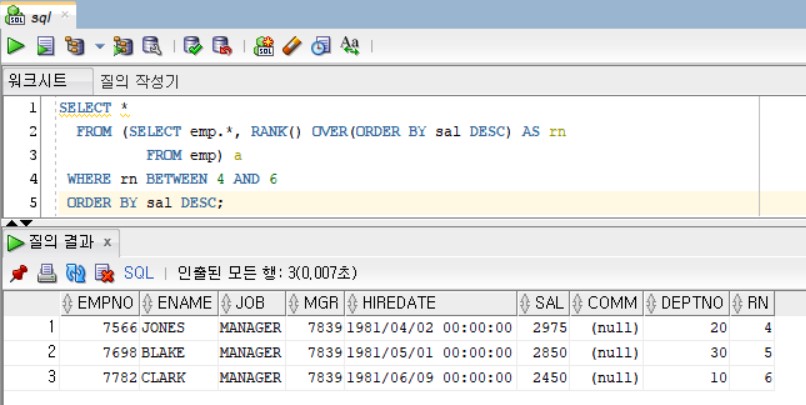 sql
워크시트 질의 작성기
1 SELECT *
2 FROM (SELECT emp.*, RANK() OVER(ORDER BY sal DESC) AS rn
3 FROM emp) a
4 WHERE rn BETWEEN 4 AND 6
5 ORDER BY sal DESC;
질의 결과 x
SQL | 인출된 모든 행: 3(0,007초)
EMPNO ENAME JOB MGR HIREDATE SAL COMM DEPTNO RN
1 7566 JONES MANAGER 7839 1981/04/02 00:00:00 2975 (null) 20 4
2 7698 BLAKE MANAGER 7839 1981/05/01 00:00:00 2850 (null) 30 5
3 7782 CLARK MANAGER 7839 1981/06/09 00:00:00 2450 (null) 10 6